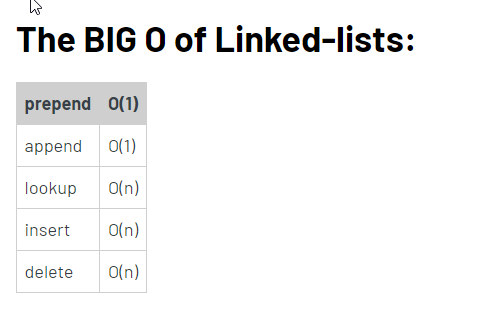 The BIG O of Linked-lists:
prepend O(1)
append O(1)
lookup O(n)
insert O(n)
delete O(n)